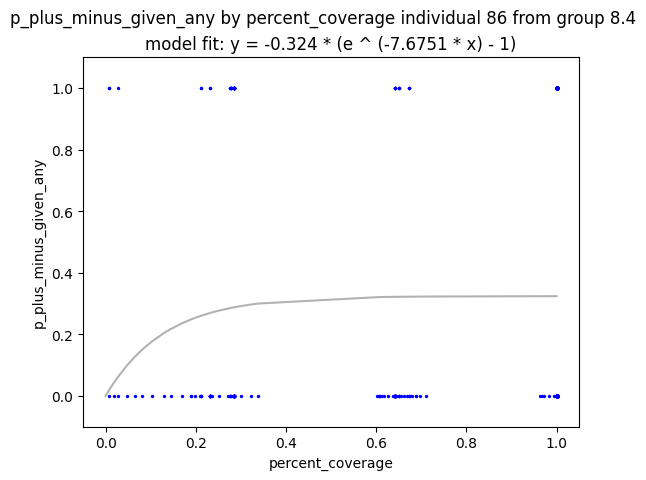 p_plus_minus_given_any by percent_coverage individual 86 from group 8.4
model fit: y = -0.324 * (e ^ (-7.6751 * x) - 1)
1.0
0.8
0.6
0.4
0.2
0.0
p_plus_minus_given_any
0.0 0.2 0.4 0.6 0.8 1.0
percent_coverage